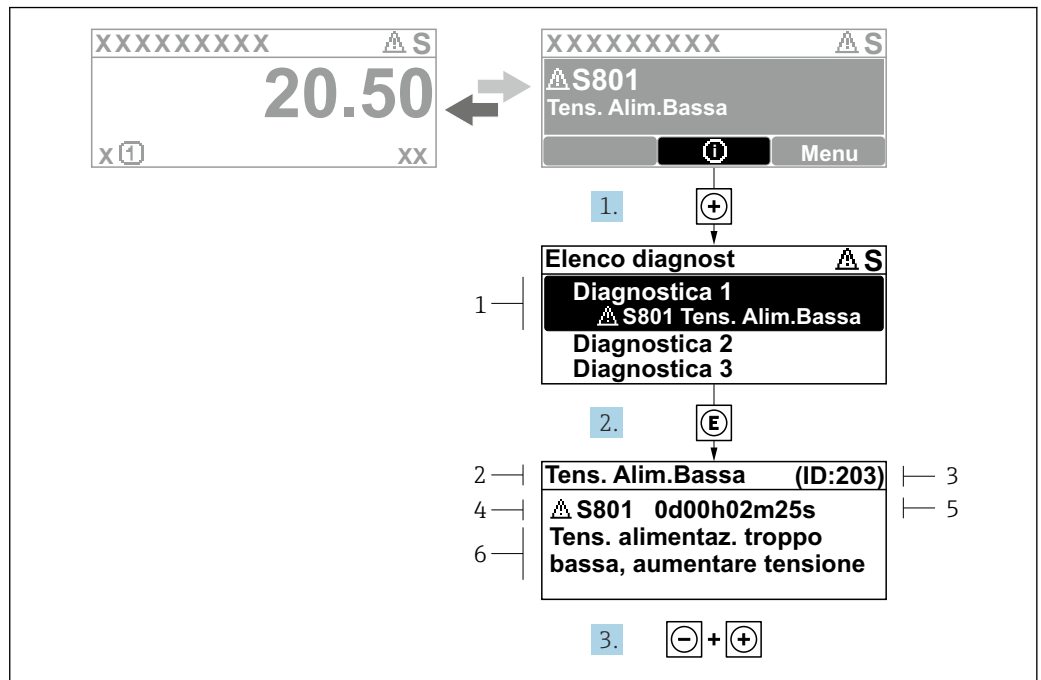 XXXXXXXXX ⚠ S
20.50
x ① xx
XXXXXXXXX ⚠ S
⚠ S801
Tens. Alim.Bassa
ⓘ Menu
1. +
Elenco diagnost ⚠ S
1
Diagnostica 1
⚠ S801 Tens. Alim.Bassa
Diagnostica 2
Diagnostica 3
2. E
2 Tens. Alim.Bassa (ID:203) 3
4 ⚠ S801 0d00h02m25s 5
6
Tens. alimentaz. troppo
bassa, aumentare tensione
3. - + +